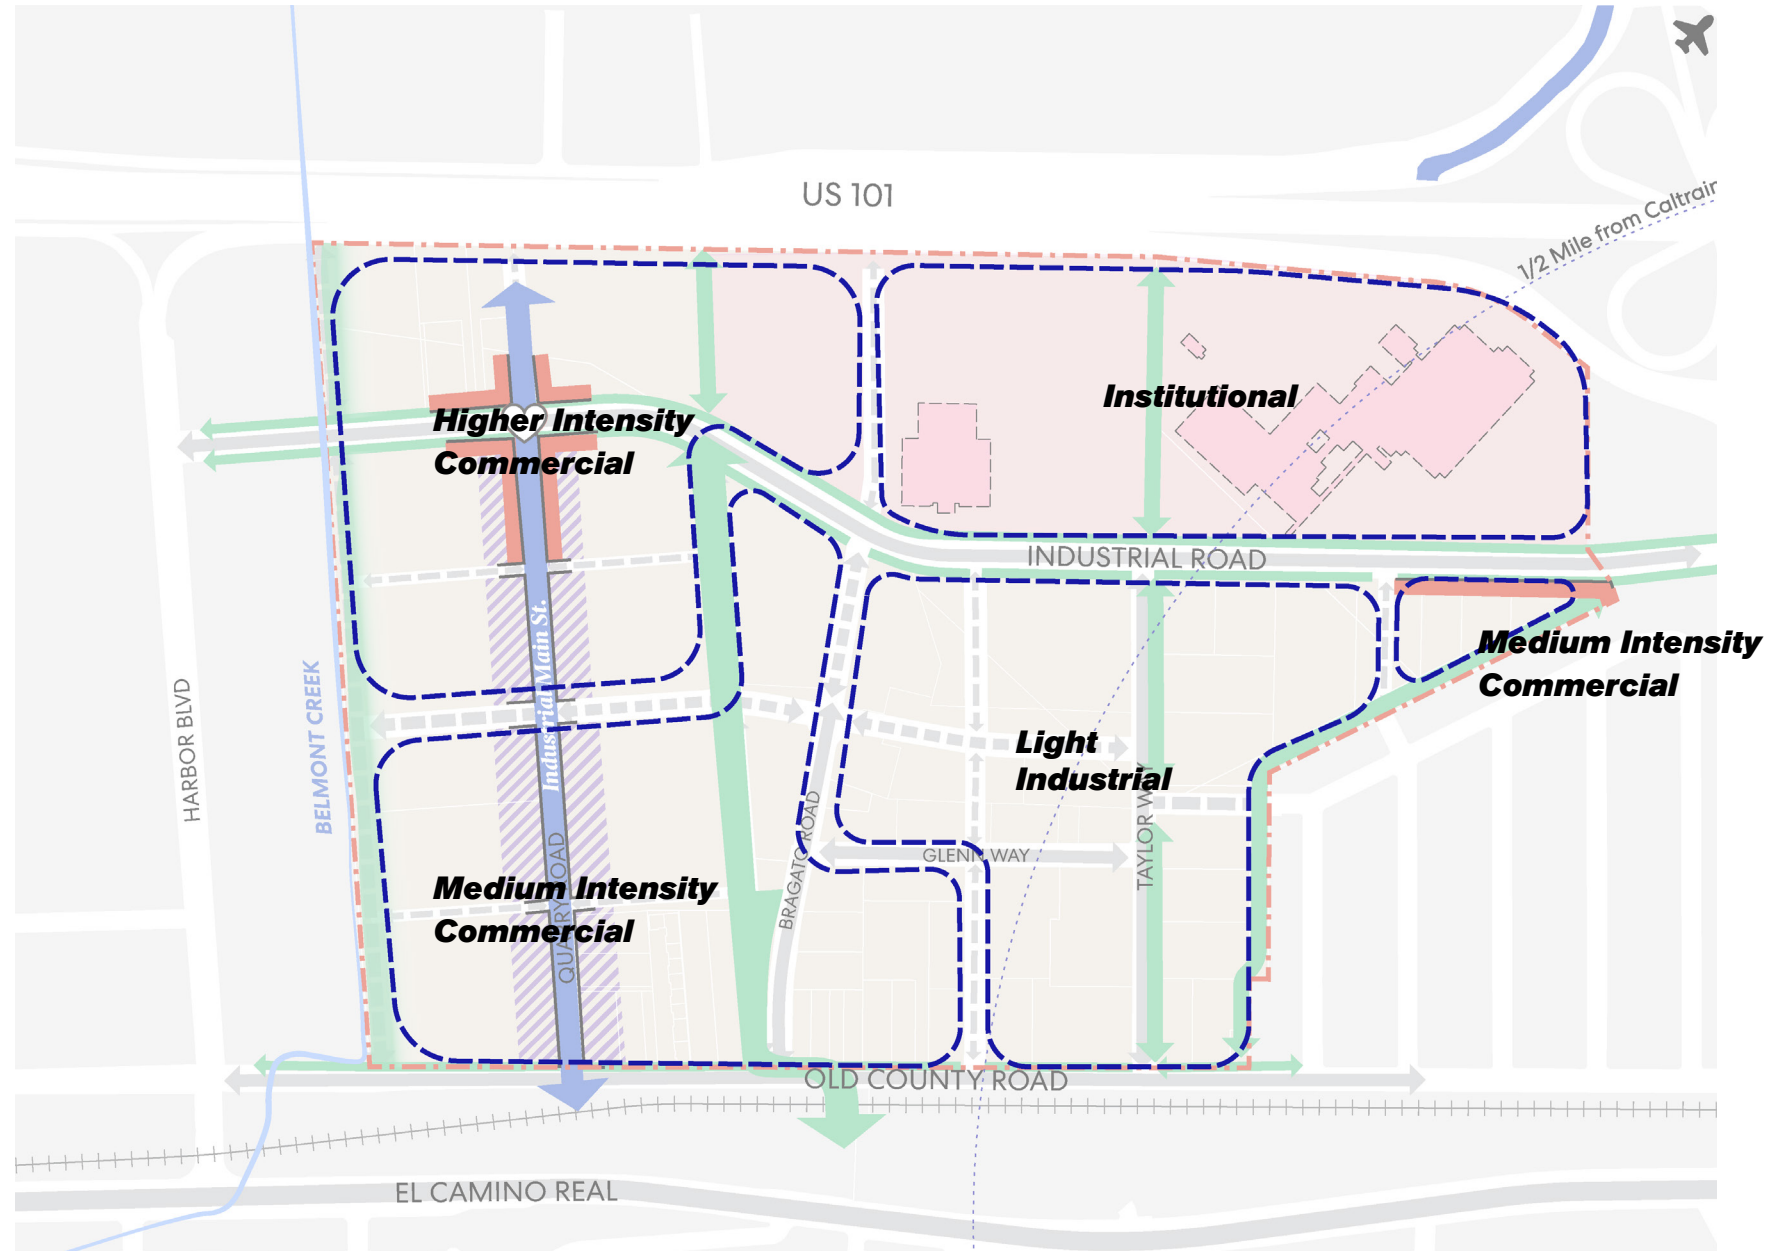 US 101
1/2 Mile from Caltrain
Institutional
Higher Intensity
Commercial
INDUSTRIAL ROAD
Industrial Main St.
Medium Intensity
Commercial
HARBOR BLVD
BELMONT CREEK
Light
Industrial
TAYLOR WAY
GLENN WAY
BRAGATO ROAD
QUARRY ROAD
Medium Intensity
Commercial
OLD COUNTY ROAD
EL CAMINO REAL